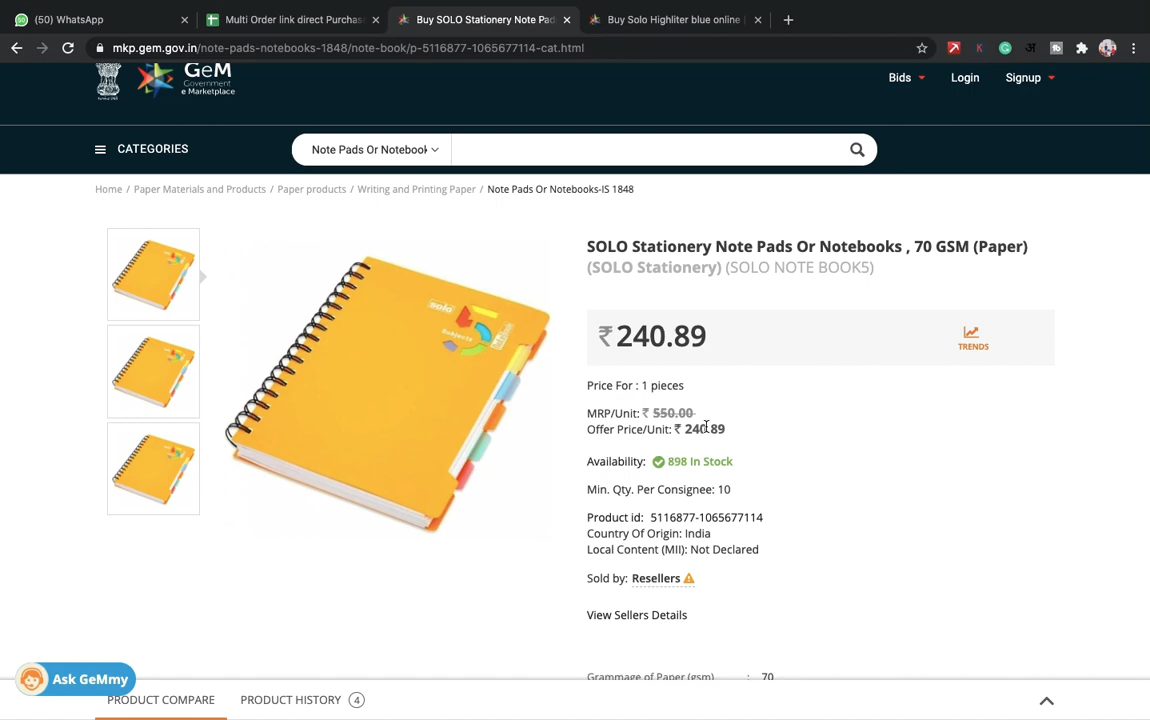 (50) WhatsApp
Multi Order link direct Purchas
Buy SOLO Stationery Note Pad
Buy Solo Highliter blue online
mkp.gem.gov.in/note-pads-notebooks-1848/note-book/p-5116877-1065677114-cat.html
GeM
Government
e Marketplace
Bids
Login
Signup
CATEGORIES
Note Pads Or Notebook
Home / Paper Materials and Products / Paper products / Writing and Printing Paper / Note Pads Or Notebooks-IS 1848
SOLO Stationery Note Pads Or Notebooks , 70 GSM (Paper)
(SOLO Stationery) (SOLO NOTE BOOK5)
₹240.89
TRENDS
Price For : 1 pieces
MRP/Unit: ₹ 550.00
Offer Price/Unit: ₹ 240.89
Availability: 898 In Stock
Min. Qty. Per Consignee: 10
Product id: 5116877-1065677114
Country Of Origin: India
Local Content (MII): Not Declared
Sold by: Resellers
View Sellers Details
Grammage of Paper (gsm) : 70
solo
Subjects
Ask GeMmy
PRODUCT COMPARE
PRODUCT HISTORY 4